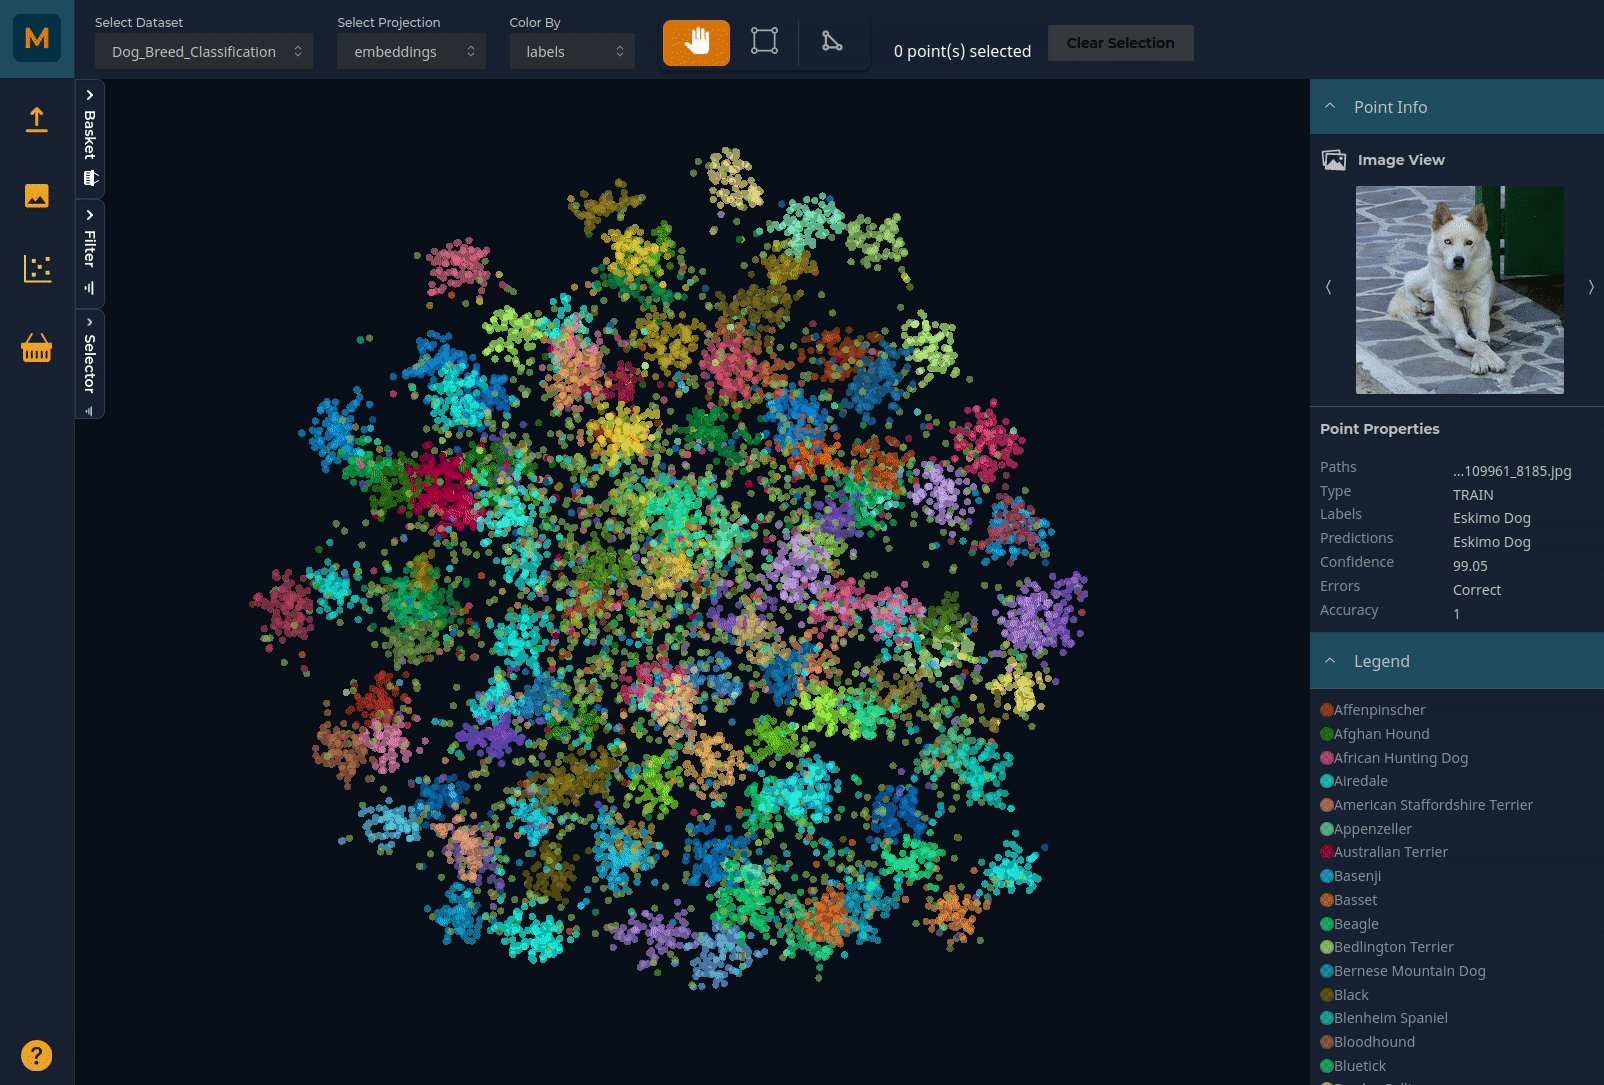 M
Select Dataset
Select Projection
Color By
Dog_Breed_Classification
embeddings
labels
0 point(s) selected
Clear Selection
Basket
Filter
Selector
Point Info
Image View
Point Properties
Paths ...109961_8185.jpg
Type TRAIN
Labels Eskimo Dog
Predictions Eskimo Dog
Confidence 99.05
Errors Correct
Accuracy 1
Legend
Affenpinscher
Afghan Hound
African Hunting Dog
Airedale
American Staffordshire Terrier
Appenzeller
Australian Terrier
Basenji
Basset
Beagle
Bedlington Terrier
Bernese Mountain Dog
Black
Blenheim Spaniel
Bloodhound
Bluetick
?